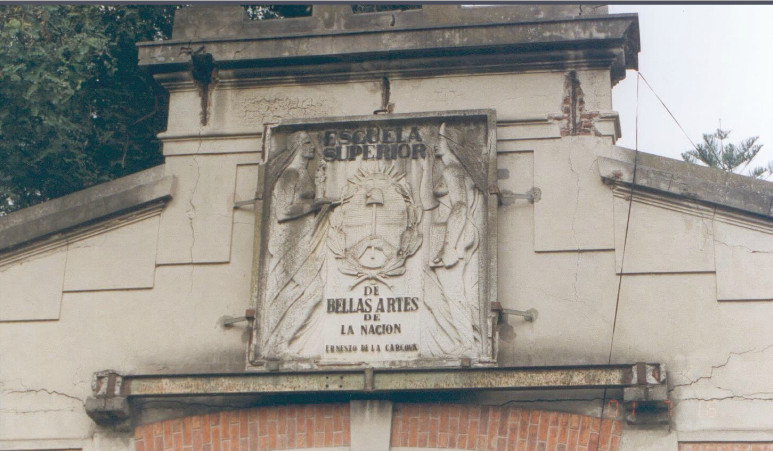 ESCUELA
SUPERIOR
DE
BELLAS ARTES
DE
LA NACION
ERNESTO DE LA CARCOVA